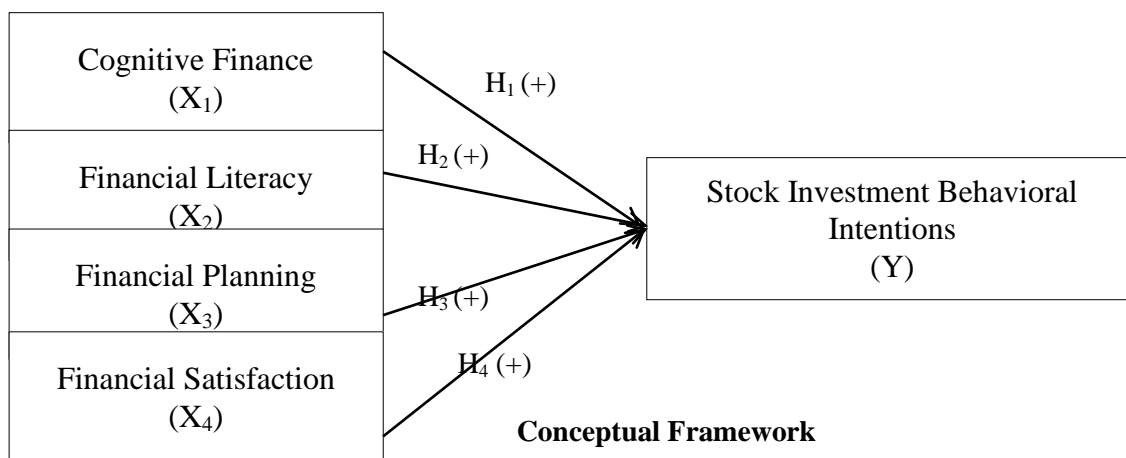 Cognitive Finance
(X₁)
H₁ (+)
Financial Literacy
(X₂)
H₂ (+)
Financial Planning
(X₃)
H₃ (+)
Financial Satisfaction
(X₄)
H₄ (+)
Stock Investment Behavioral
Intentions
(Y)
Conceptual Framework